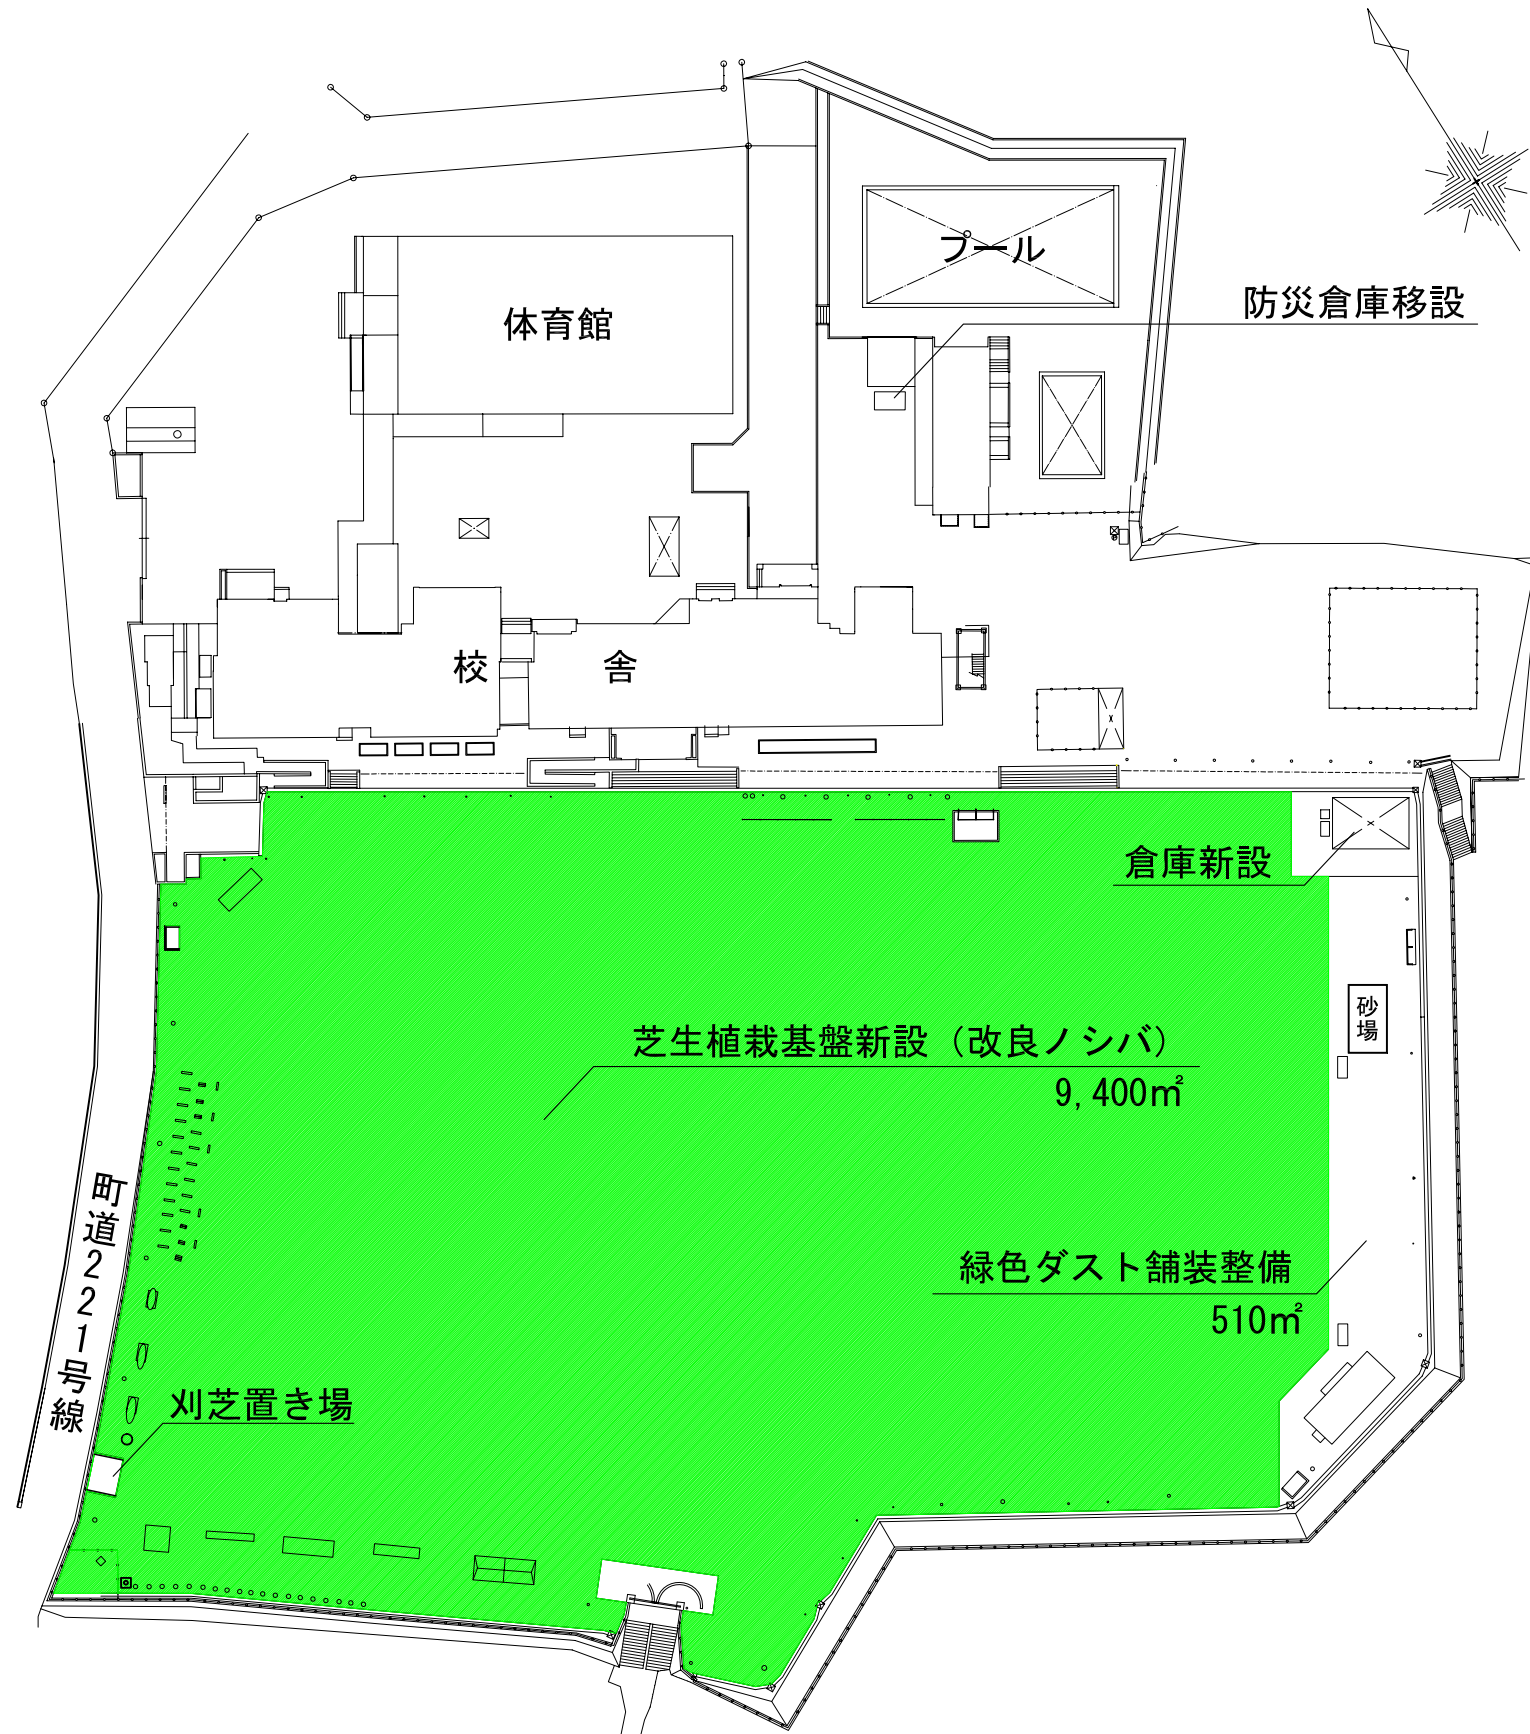 プール
防災倉庫移設
体育館
校舎
倉庫新設
砂場
芝生植栽基盤新設（改良ノシバ）
9,400㎡
町道221号線
緑色ダスト舗装整備
510㎡
刈芝置き場